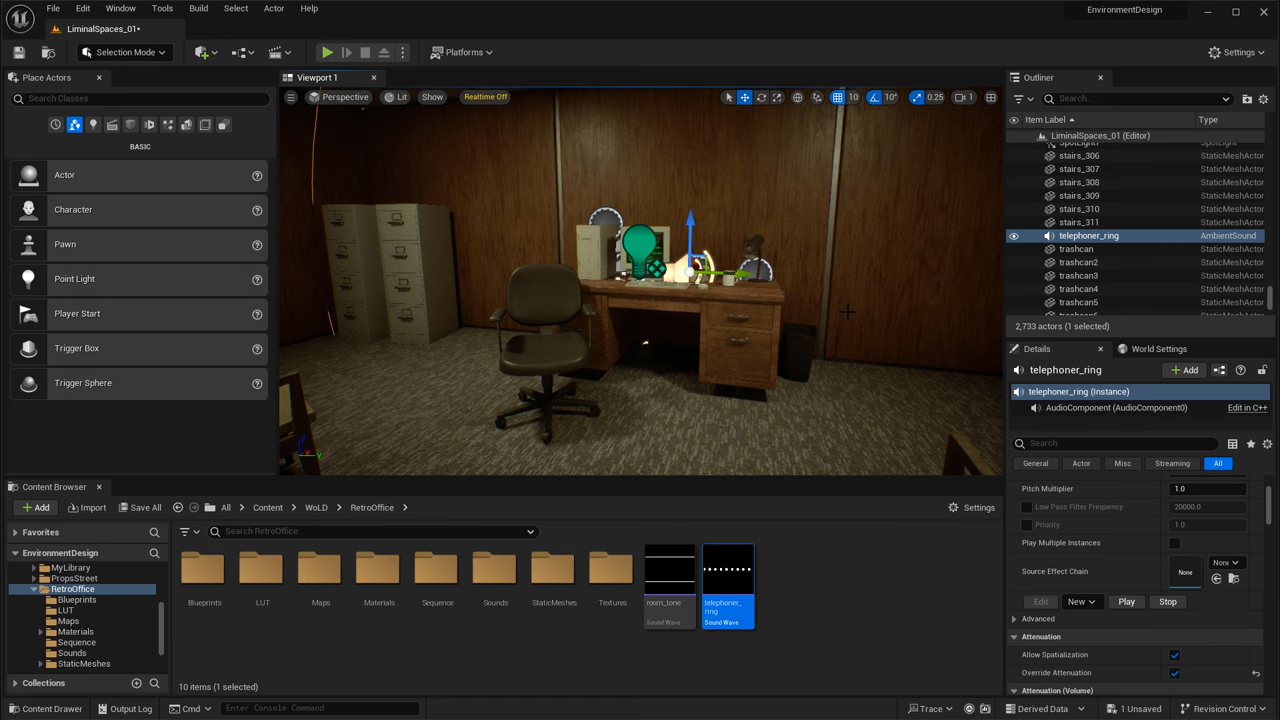 File Edit Window Tools Build Select Actor Help
EnvironmentDesign
LiminalSpaces_01*
Selection Mode
Platforms
Settings
Place Actors
Search Classes
BASIC
Actor
Character
Pawn
Point Light
Player Start
Trigger Box
Trigger Sphere
Viewport 1
Perspective Lit Show Realtime Off 10 10° 0.25 1
Outliner
Search...
Item Label Type
LiminalSpaces_01 (Editor)
stairs_306 StaticMeshActor
stairs_307 StaticMeshActor
stairs_308 StaticMeshActor
stairs_309 StaticMeshActor
stairs_310 StaticMeshActor
stairs_311 StaticMeshActor
telephoner_ring AmbientSound
trashcan StaticMeshActor
trashcan2 StaticMeshActor
trashcan3 StaticMeshActor
trashcan4 StaticMeshActor
trashcan5 StaticMeshActor
2,733 actors (1 selected)
Details World Settings
telephoner_ring Add
telephoner_ring (Instance)
AudioComponent (AudioComponent0) Edit in C++
Search
General Actor Misc Streaming All
Pitch Multiplier 1.0
Low Pass Filter Frequency 20000.0
Priority 1.0
Play Multiple Instances
Source Effect Chain None
Edit New Play Stop
Advanced
Attenuation
Allow Spatialization
Override Attenuation
Attenuation (Volume)
Content Browser
Add Import Save All All Content WoLD RetroOffice Settings
Favorites
EnvironmentDesign
MyLibrary
PropsStreet
RetroOffice
Blueprints
LUT
Maps
Materials
Sequence
Sounds
StaticMeshes
Collections
Search RetroOffice
Blueprints LUT Maps Materials Sequence Sounds StaticMeshes Textures
room_tone
Sound Wave
telephoner_
ring
Sound Wave
10 items (1 selected)
Content Drawer Output Log Cmd Enter Console Command Trace Derived Data 1 Unsaved Revision Control